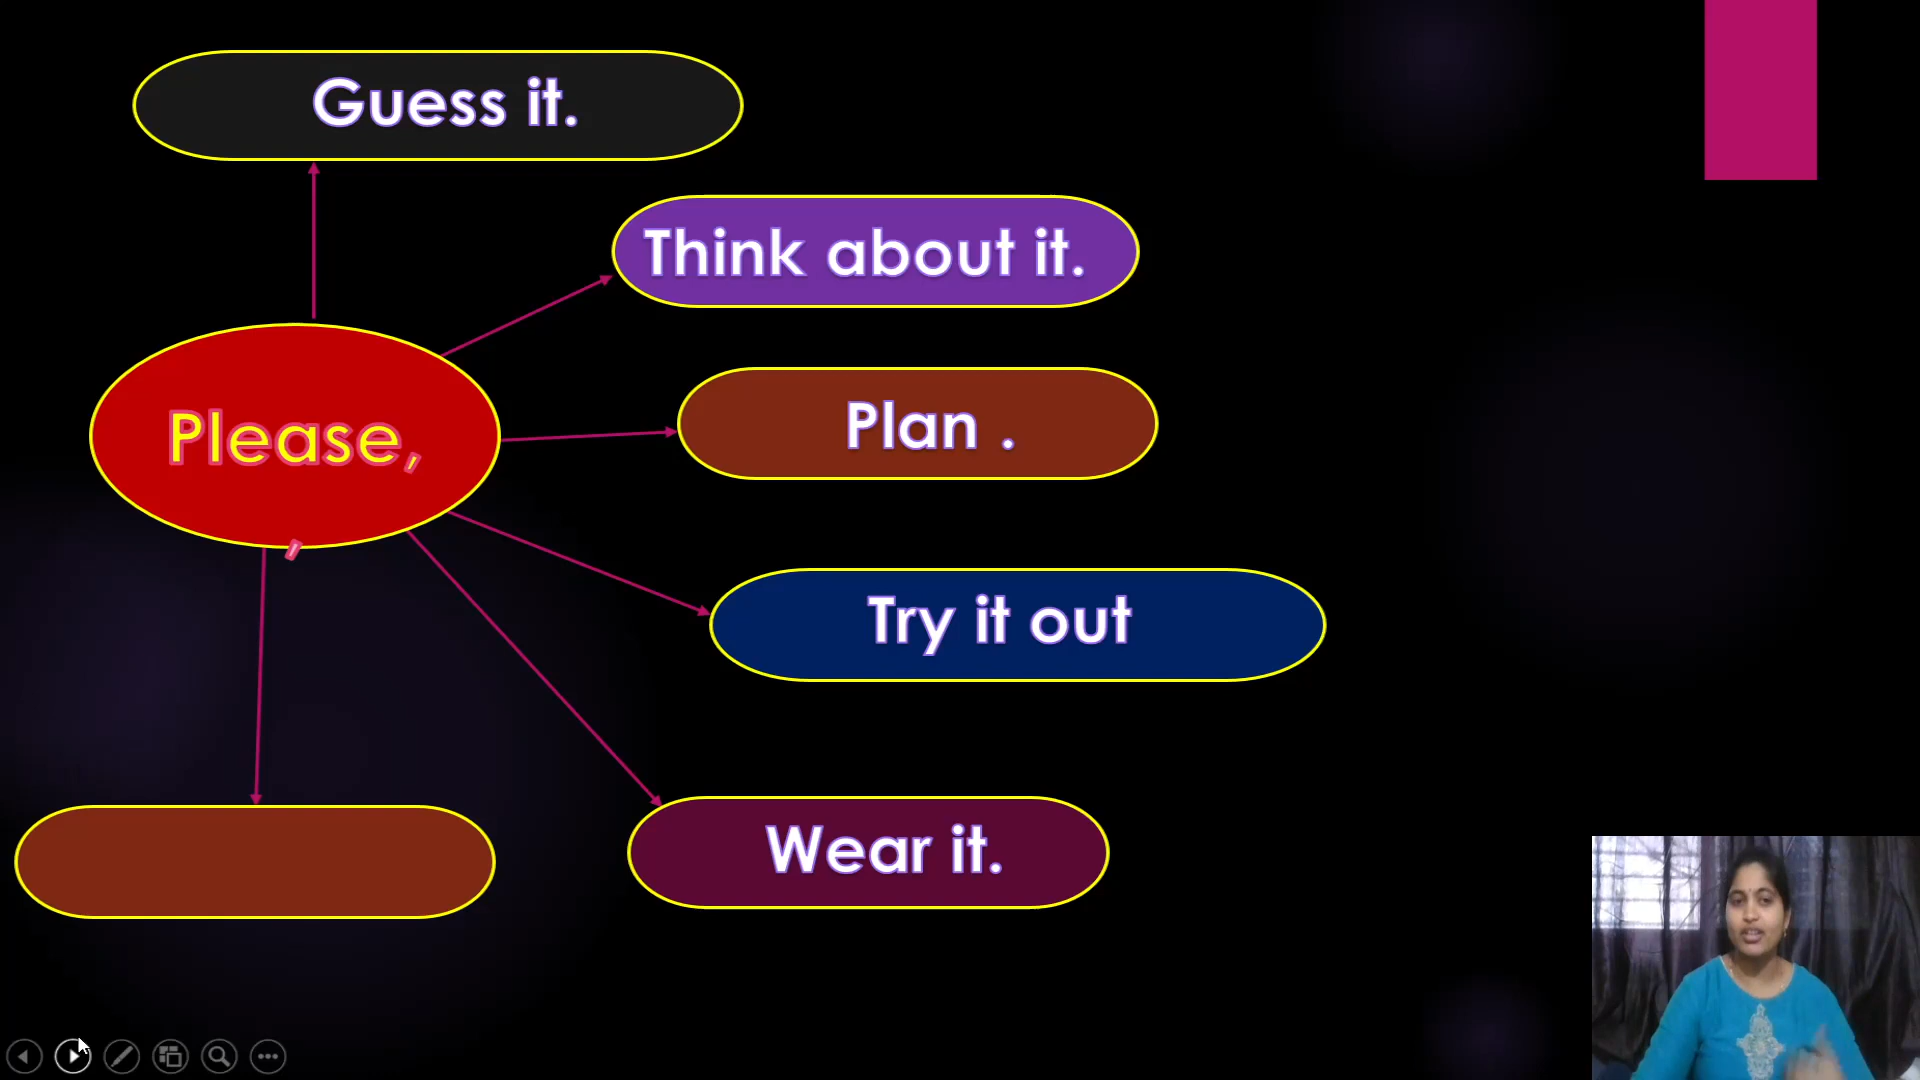 Guess it.
Think about it.
Please,
,
Plan .
Try it out
Wear it.